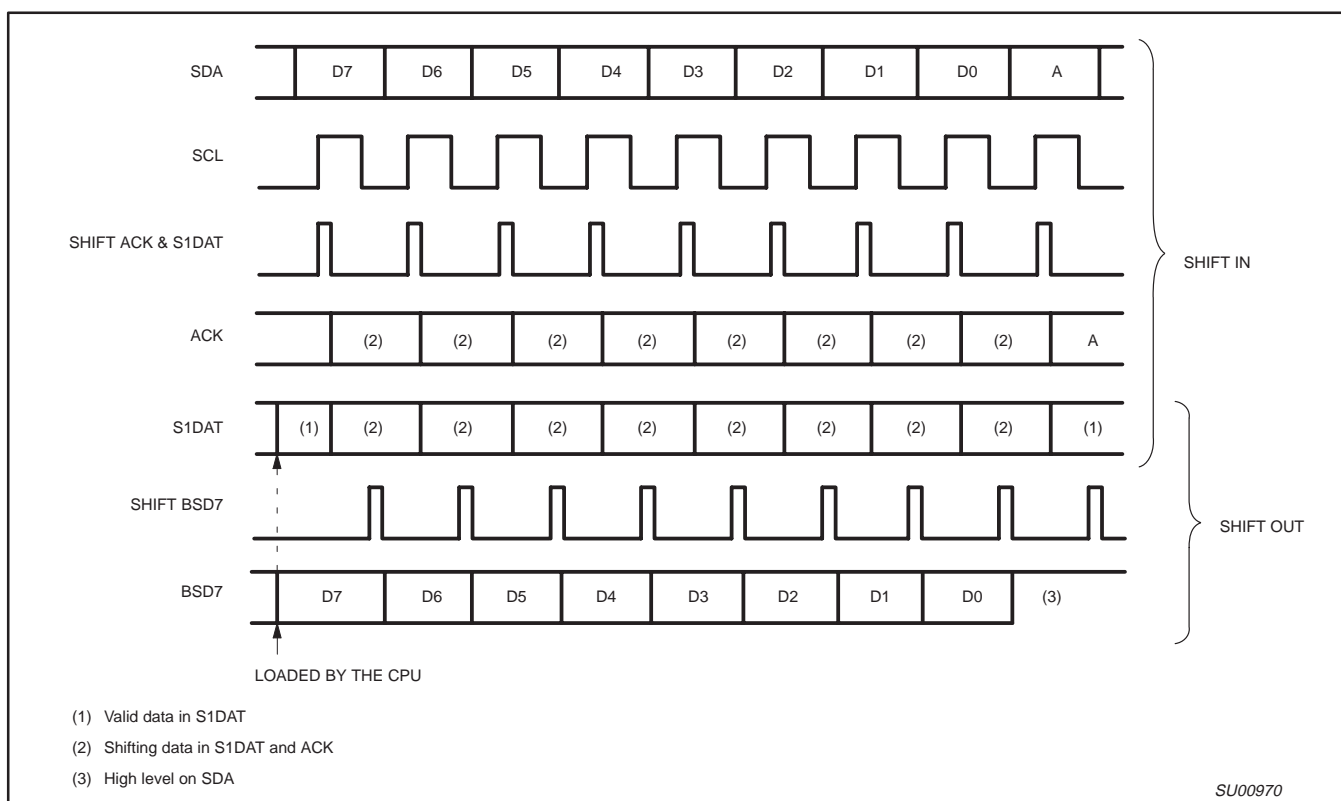 SDA D7 D6 D5 D4 D3 D2 D1 D0 A
SCL
SHIFT ACK & S1DAT
SHIFT IN
ACK (2) (2) (2) (2) (2) (2) (2) (2) A
S1DAT (1) (2) (2) (2) (2) (2) (2) (2) (2) (1)
SHIFT BSD7
SHIFT OUT
BSD7 D7 D6 D5 D4 D3 D2 D1 D0 (3)
LOADED BY THE CPU
(1) Valid data in S1DAT
(2) Shifting data in S1DAT and ACK
(3) High level on SDA
SU00970